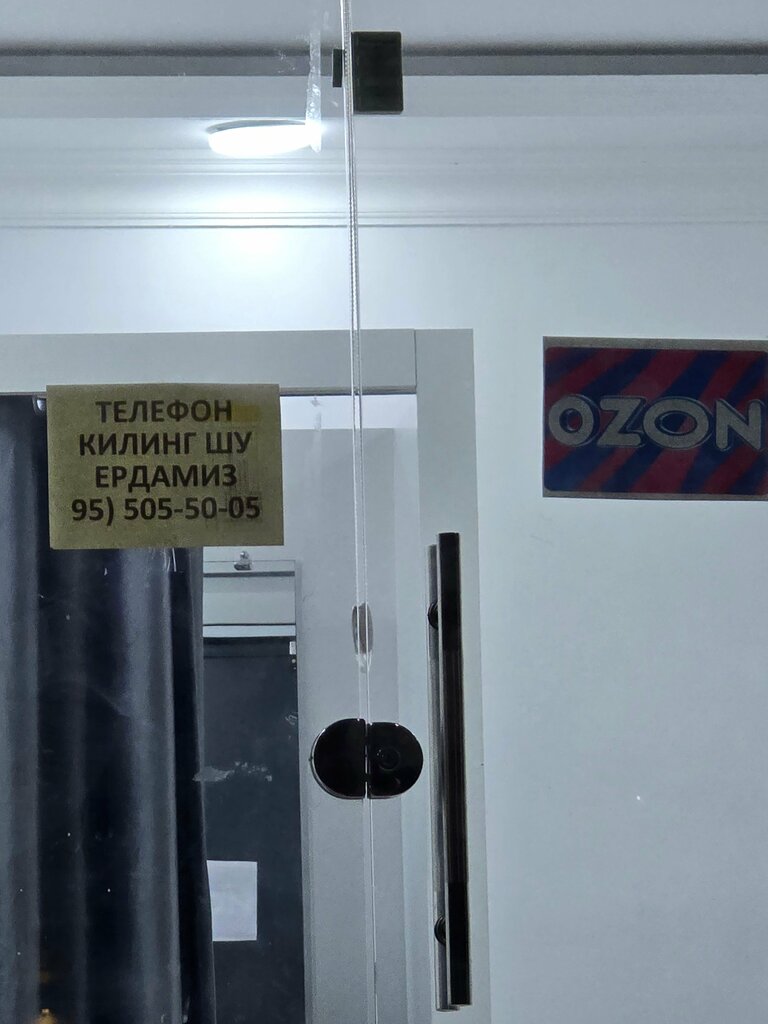 ТЕЛЕФОН
КИЛИНГ ШУ
ЕРДАМИЗ
95) 505-50-05
OZON